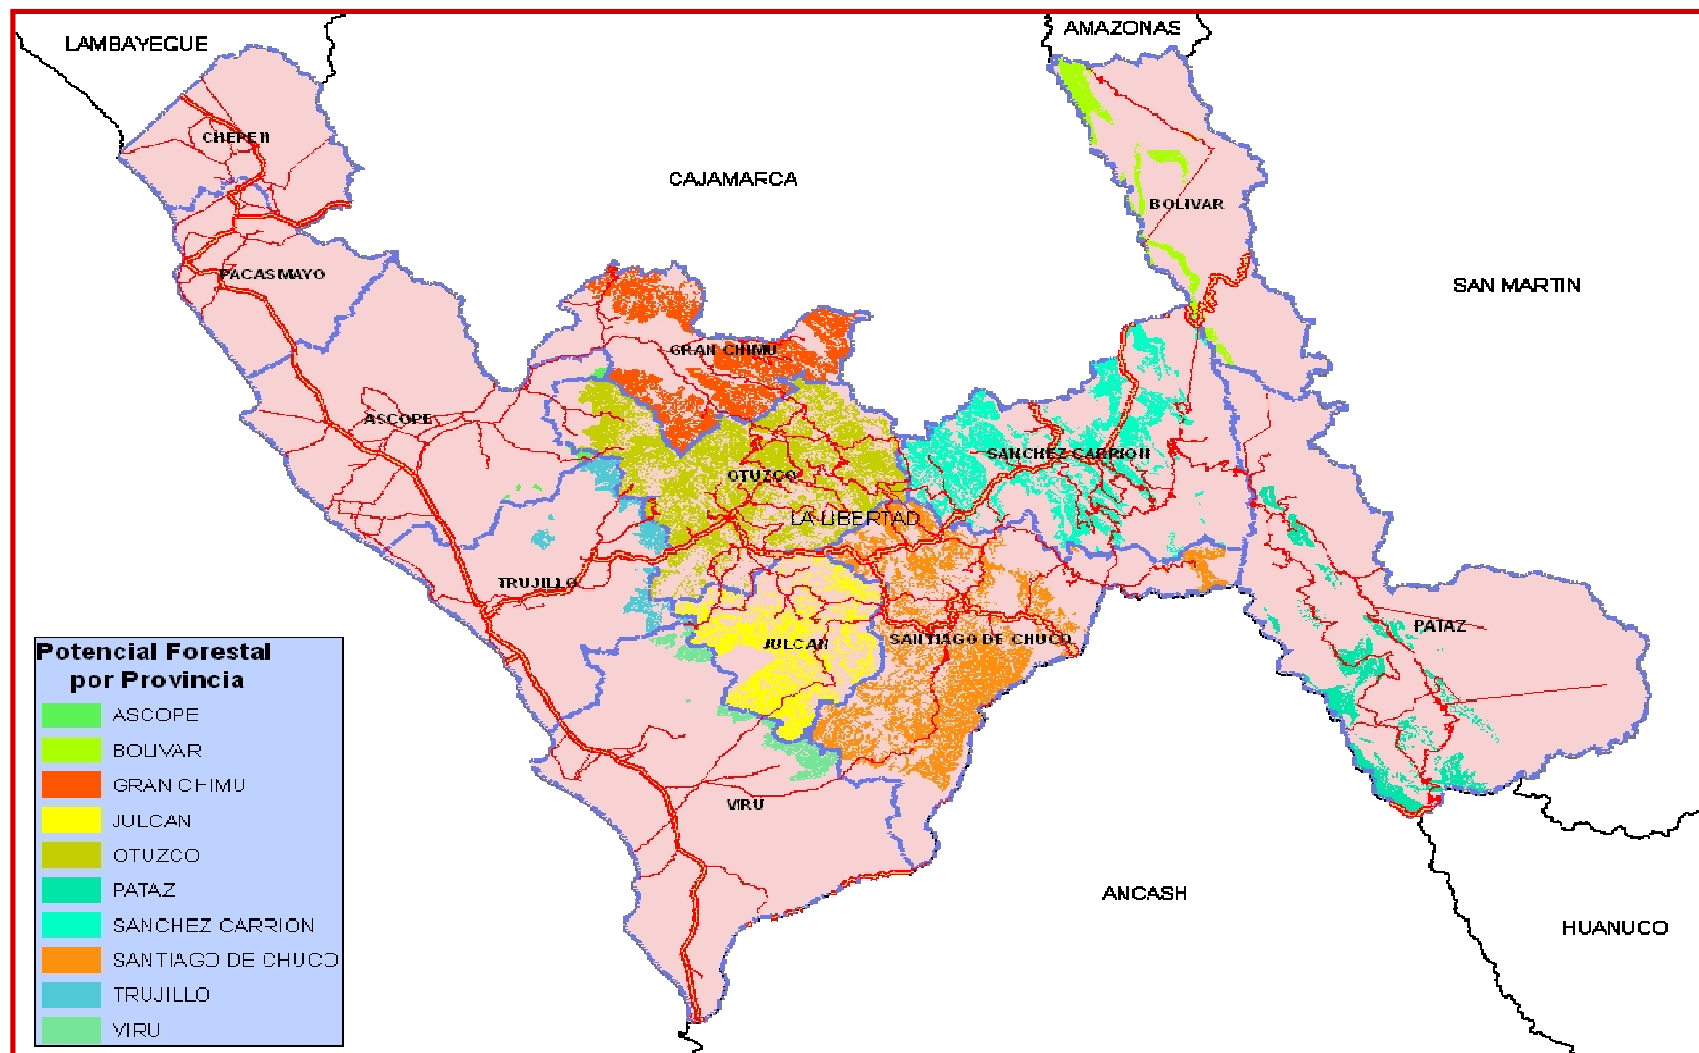 LAMBAYEQUE
AMAZONAS
CHEPEN
CAJAMARCA
BOLIVAR
PACASMAYO
SAN MARTIN
GRAN CHIMU
ASCOPE
SANCHEZ CARRION
OTUZCO
LA LIBERTAD
TRUJILLO
JULCAN
SANTIAGO DE CHUCO
PATAZ
VIRU
ANCASH
HUANUCO
Potencial Forestal
por Provincia
ASCOPE
BOLIVAR
GRAN CHIMU
JULCAN
OTUZCO
PATAZ
SANCHEZ CARRION
SANTIAGO DE CHUCO
TRUJILLO
VIRU